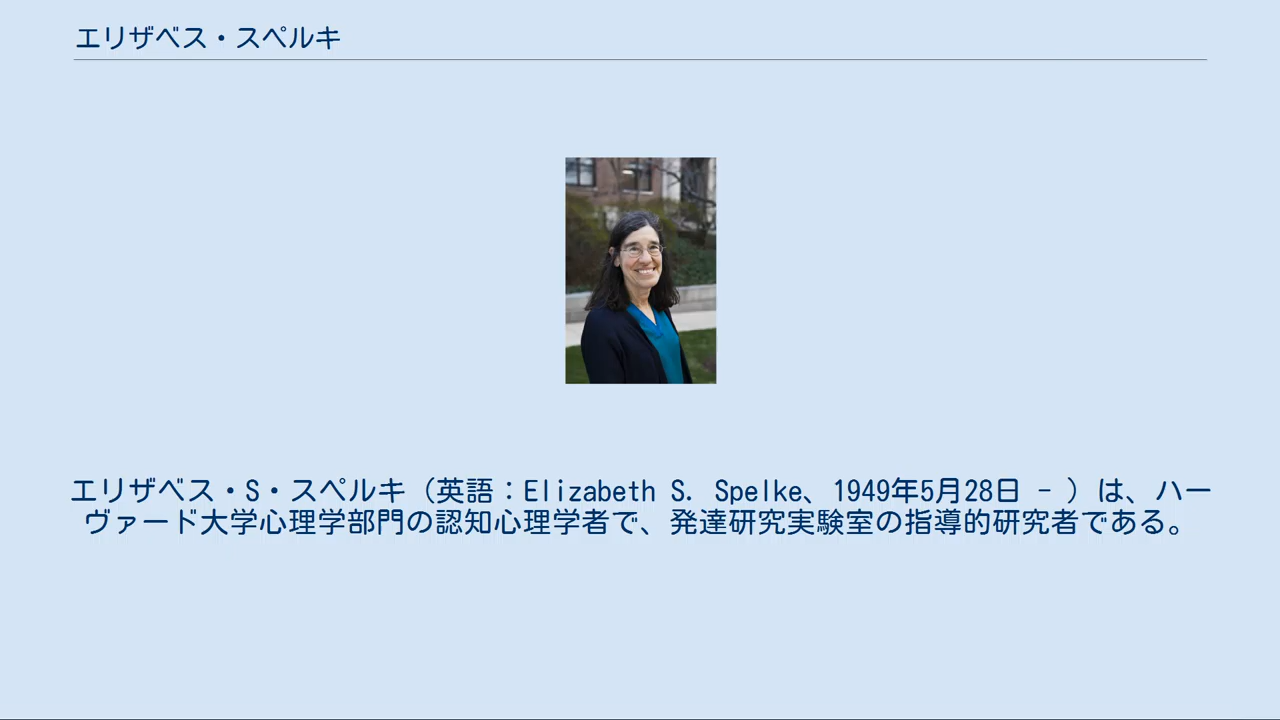 エリザベス・スペルキ
エリザベス・S・スペルキ（英語：Elizabeth S. Spelke、1949年5月28日 - ）は、ハー
ヴァード大学心理学部門の認知心理学者で、発達研究実験室の指導的研究者である。